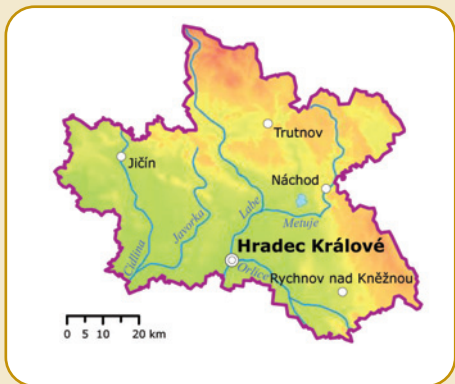 Trutnov
Jičín
Náchod
Labe
Javorka
Metuje
Cidlina
Hradec Králové
Orlice
Rychnov nad Kněžnou
0 5 10 20 km